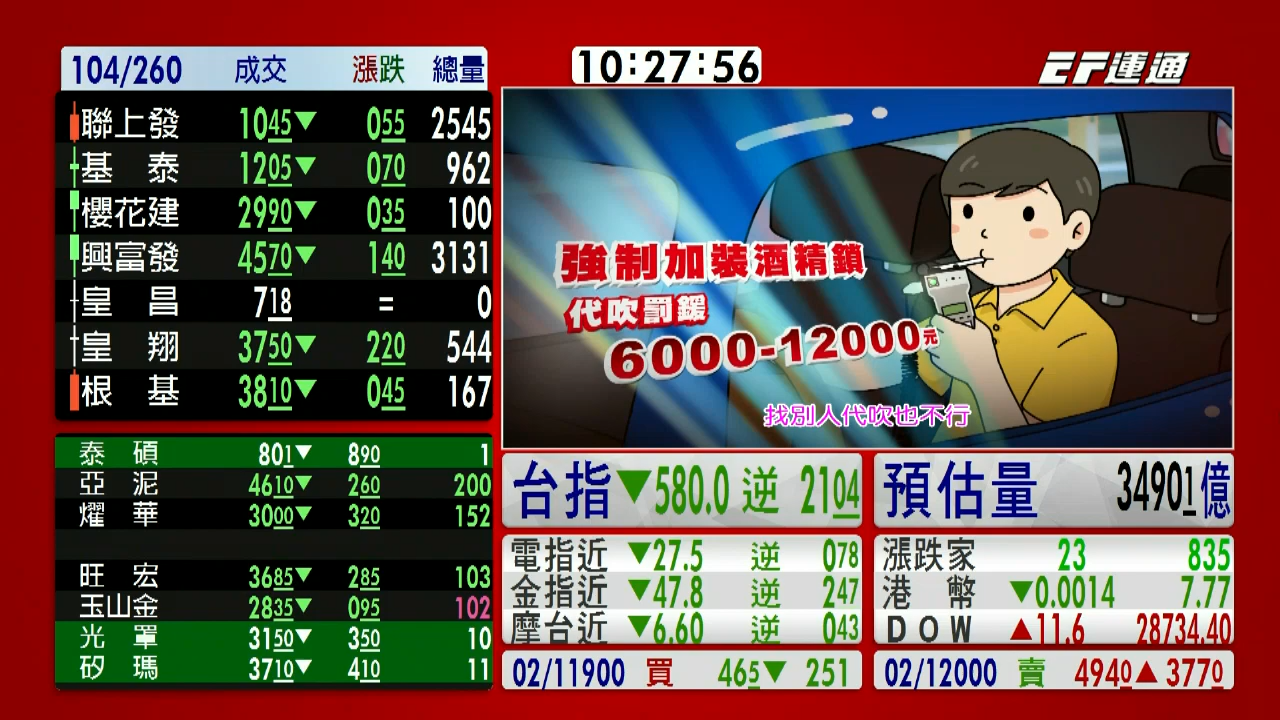 104/260 成交 漲跌 總量
聯上發 1045▼ 055 2545
基泰 1205▼ 070 962
櫻花建 2990▼ 035 100
興富發 4570▼ 140 3131
皇昌 718 = 0
皇翔 3750▼ 220 544
根基 3810▼ 045 167
泰碩 801▼ 890 1
亞泥 4610▼ 260 200
燿華 3000▼ 320 152
旺宏 3685▼ 285 103
玉山金 2835▼ 095 102
光罩 3150▼ 350 10
矽瑪 3710▼ 410 11
10:27:56
EF運通
強制加裝酒精鎖
代吹罰鍰
6000-12000元
找別人代吹也不行
台指▼580.0 逆 2104
預估量 34901億
電指近 ▼27.5 逆 078
金指近 ▼47.8 逆 247
摩台近 ▼6.60 逆 043
漲跌家 23 835
港幣 ▼0.0014 7.77
DOW ▲11.6 28734.40
02/11900 買 465▼ 251
02/12000 賣 4940▲ 3770